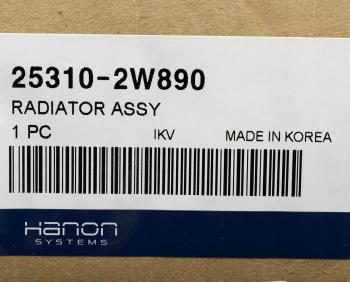 25310-2W890
RADIATOR ASSY
1 PC IKV MADE IN KOREA
Hanon
SYSTEMS